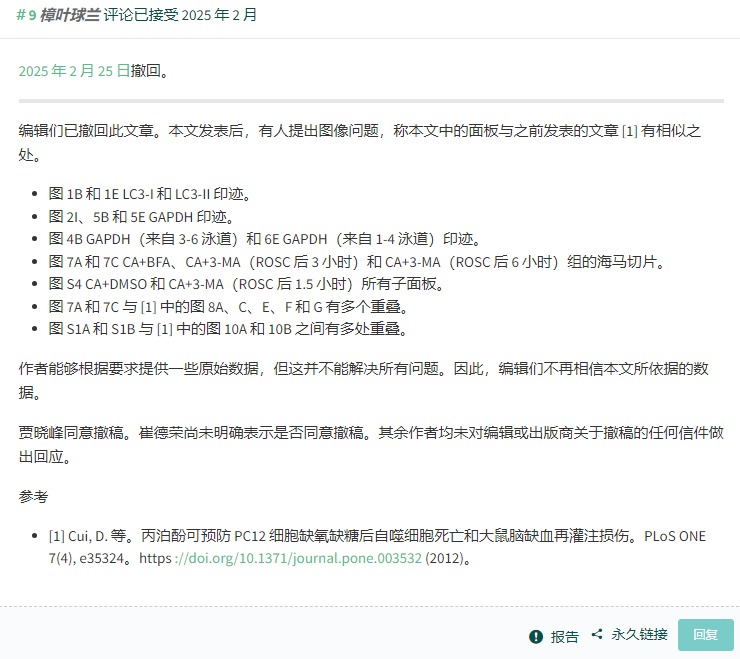 #9 樟叶球兰 评论已接受 2025 年 2 月
2025 年 2 月 25 日撤回。
编辑们已撤回此文章。本文发表后，有人提出图像问题，称本文中的面板与之前发表的文章 [1] 有相似之
处。
• 图 1B 和 1E LC3-I 和 LC3-II 印迹。
• 图 2I、5B 和 5E GAPDH 印迹。
• 图 4B GAPDH（来自 3-6 泳道）和 6E GAPDH（来自 1-4 泳道）印迹。
• 图 7A 和 7C CA+BFA、CA+3-MA（ROSC 后 3 小时）和 CA+3-MA（ROSC 后 6 小时）组的海马切片。
• 图 S4 CA+DMSO 和 CA+3-MA（ROSC 后 1.5 小时）所有子面板。
• 图 7A 和 7C 与 [1] 中的图 8A、C、E、F 和 G 有多个重叠。
• 图 S1A 和 S1B 与 [1] 中的图 10A 和 10B 之间有多处重叠。
作者能够根据要求提供一些原始数据，但这并不能解决所有问题。因此，编辑们不再相信本文所依据的数
据。
贾晓峰同意撤稿。崔德荣尚未明确表示是否同意撤稿。其余作者均未对编辑或出版商关于撤稿的任何信件做
出回应。
参考
• [1] Cui, D. 等。丙泊酚可预防 PC12 细胞缺氧缺糖后自噬细胞死亡和大鼠脑缺血再灌注损伤。PLoS ONE
7(4), e35324。https ://doi.org/10.1371/journal.pone.003532 (2012)。
报告 永久链接 回复